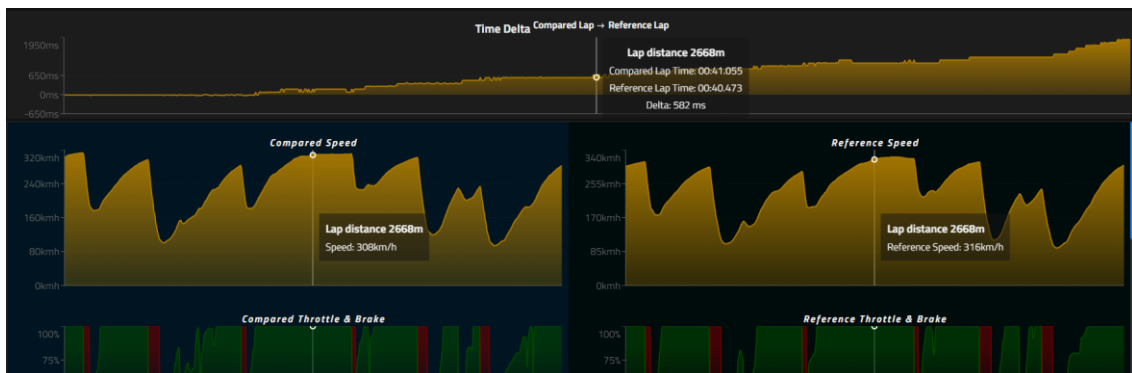 Time Delta Compared Lap → Reference Lap
1950ms
650ms
0ms
-650ms
Lap distance 2668m
Compared Lap Time: 00:41.055
Reference Lap Time: 00:40.473
Delta: 582 ms
Compared Speed
320kmh
240kmh
160kmh
80kmh
0kmh
Lap distance 2668m
Speed: 308km/h
Reference Speed
340kmh
255kmh
170kmh
85kmh
0kmh
Lap distance 2668m
Reference Speed: 316km/h
Compared Throttle & Brake
100%
75%
Reference Throttle & Brake
100%
75%